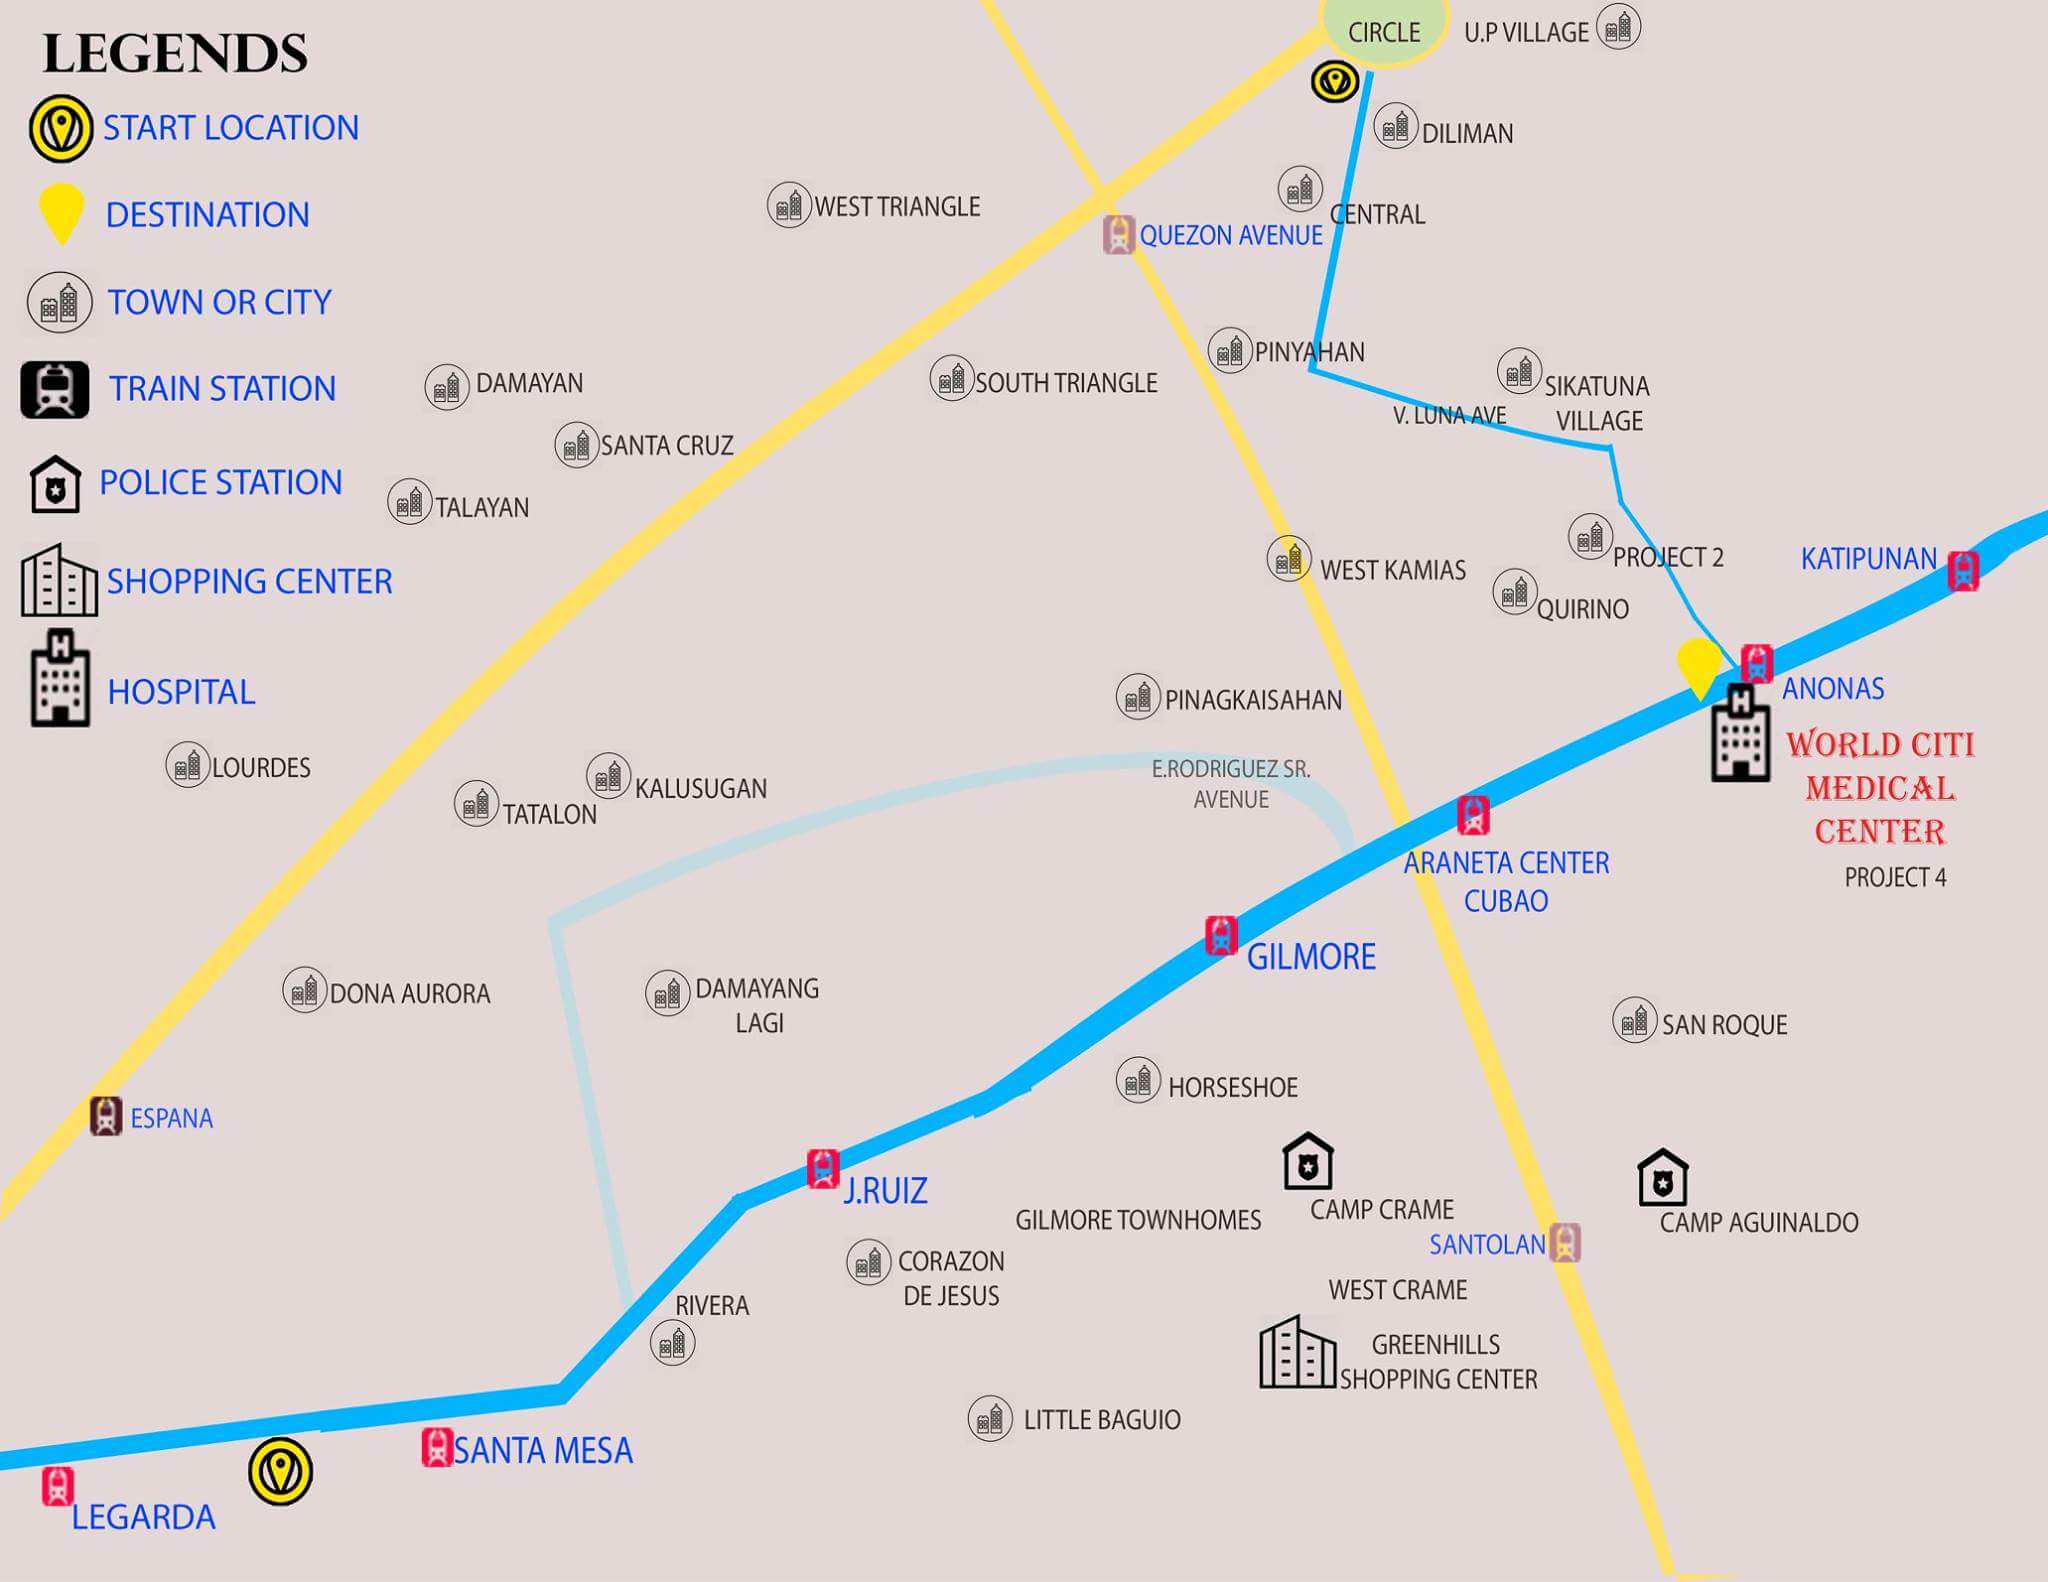 LEGENDS
START LOCATION
DESTINATION
TOWN OR CITY
TRAIN STATION
POLICE STATION
SHOPPING CENTER
H
HOSPITAL
CIRCLE
U.P VILLAGE
DILIMAN
CENTRAL
WEST TRIANGLE
QUEZON AVENUE
PINYAHAN
SOUTH TRIANGLE
DAMAYAN
SIKATUNA
VILLAGE
V. LUNA AVE
SANTA CRUZ
TALAYAN
WEST KAMIAS
PROJECT 2
KATIPUNAN
QUIRINO
PINAGKAISAHAN
ANONAS
H
WORLD CITI
MEDICAL
CENTER
PROJECT 4
LOURDES
TATALON
KALUSUGAN
E.RODRIGUEZ SR.
AVENUE
ARANETA CENTER
CUBAO
GILMORE
DONA AURORA
DAMAYANG
LAGI
SAN ROQUE
HORSESHOE
ESPANA
J.RUIZ
GILMORE TOWNHOMES
CAMP CRAME
CAMP AGUINALDO
SANTOLAN
CORAZON
DE JESUS
WEST CRAME
RIVERA
GREENHILLS
SHOPPING CENTER
LITTLE BAGUIO
SANTA MESA
LEGARDA